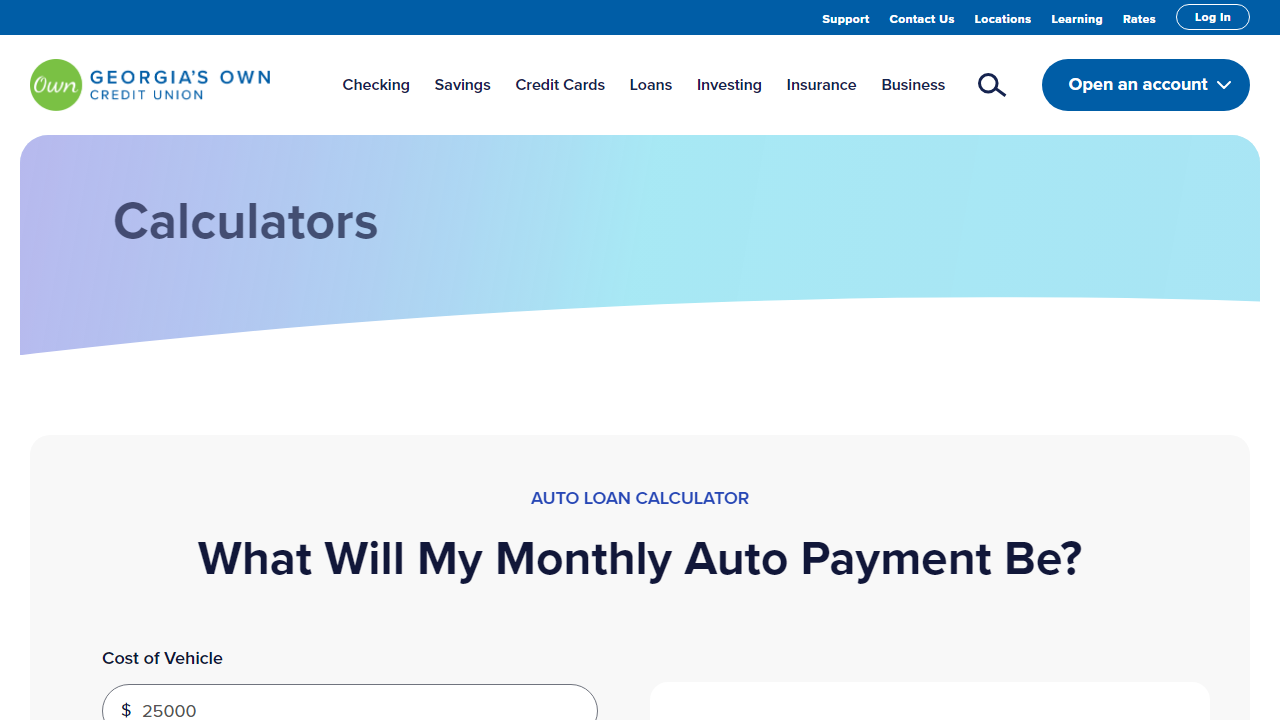 Support Contact Us Locations Learning Rates Log In
Own GEORGIA'S OWN
CREDIT UNION
Checking Savings Credit Cards Loans Investing Insurance Business Open an account
Calculators
AUTO LOAN CALCULATOR
What Will My Monthly Auto Payment Be?
Cost of Vehicle
$ 25000